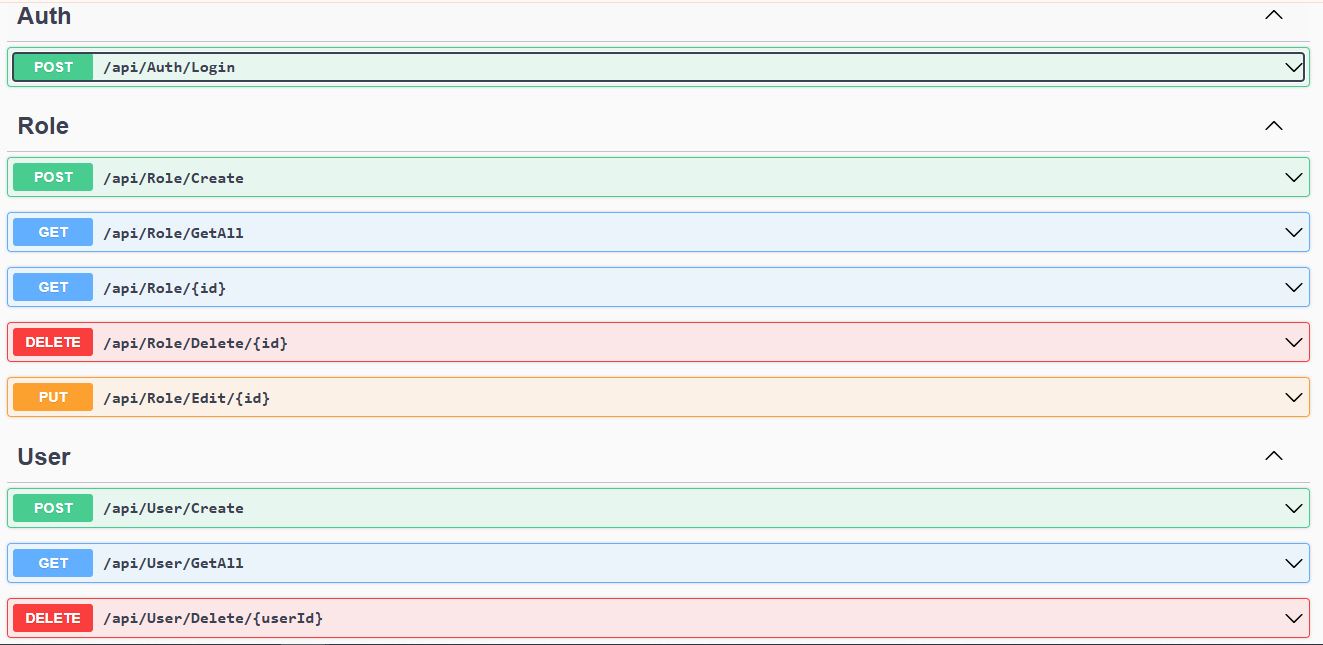 Auth
POST /api/Auth/Login
Role
POST /api/Role/Create
GET /api/Role/GetAll
GET /api/Role/{id}
DELETE /api/Role/Delete/{id}
PUT /api/Role/Edit/{id}
User
POST /api/User/Create
GET /api/User/GetAll
DELETE /api/User/Delete/{userId}